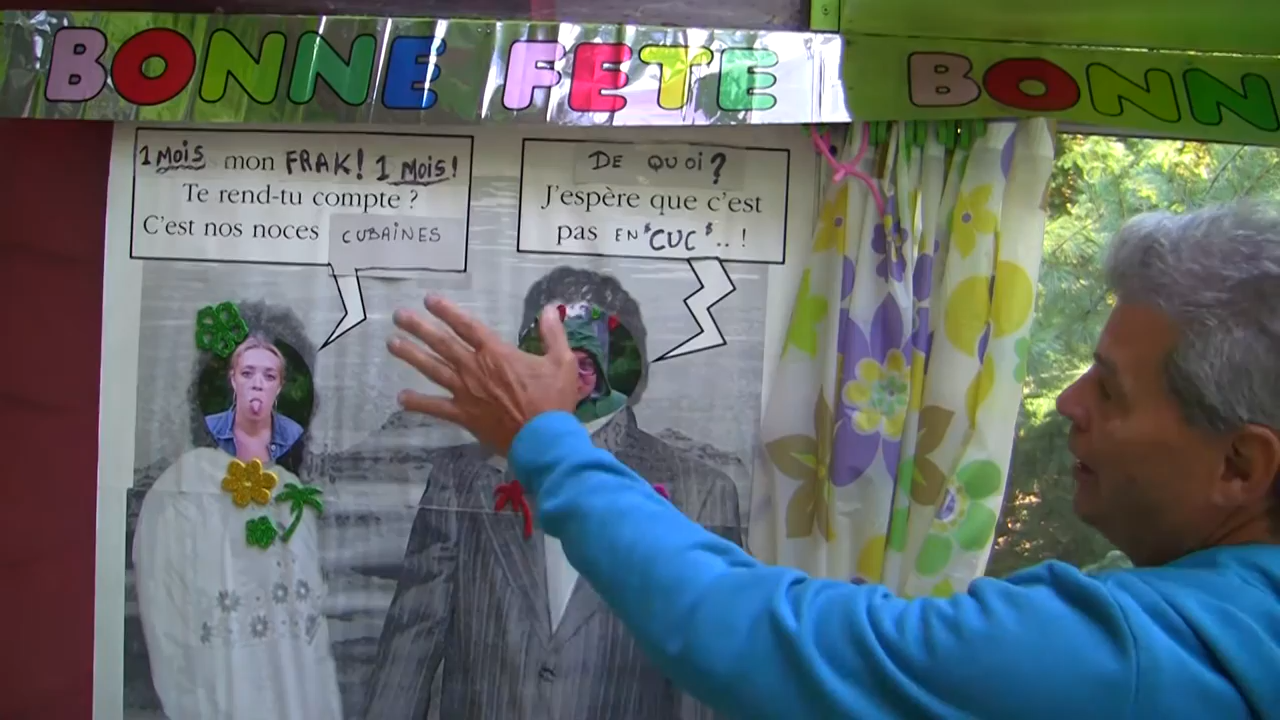 BONNE FETE BONN
1 MOIS mon FRAK! 1 MOIS!
Te rend-tu compte ?
C'est nos noces CUBAINES
DE QUOI?
J'espère que c'est
pas EN "CUC"..!